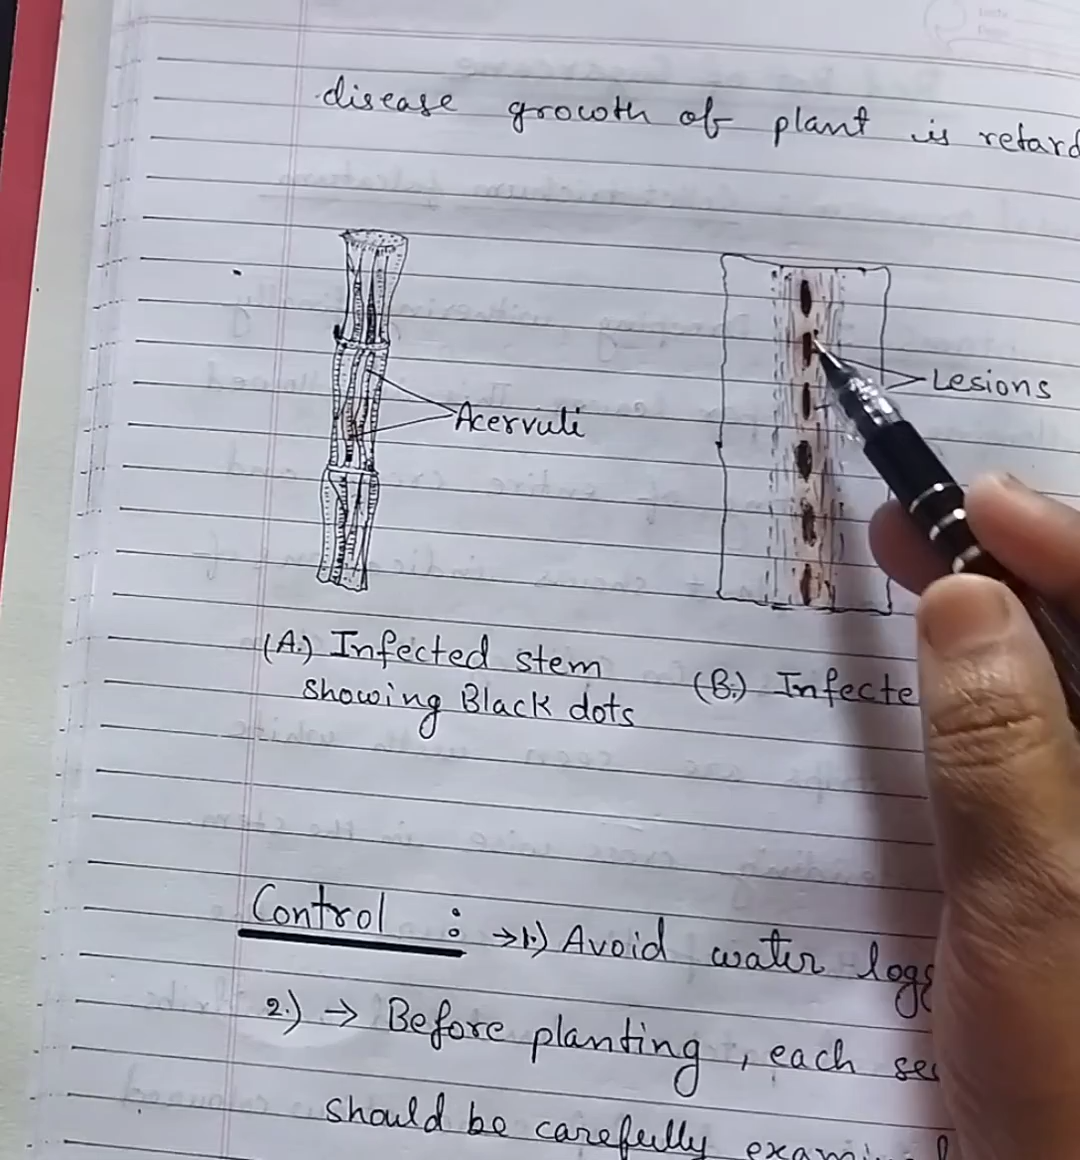 disease growth of plant is retard
Acervuli
Lesions
(A.) Infected stem
showing Black dots
(B.) Infecte
Control : →1.) Avoid water logg
2.) → Before planting, each se
should be carefully exami